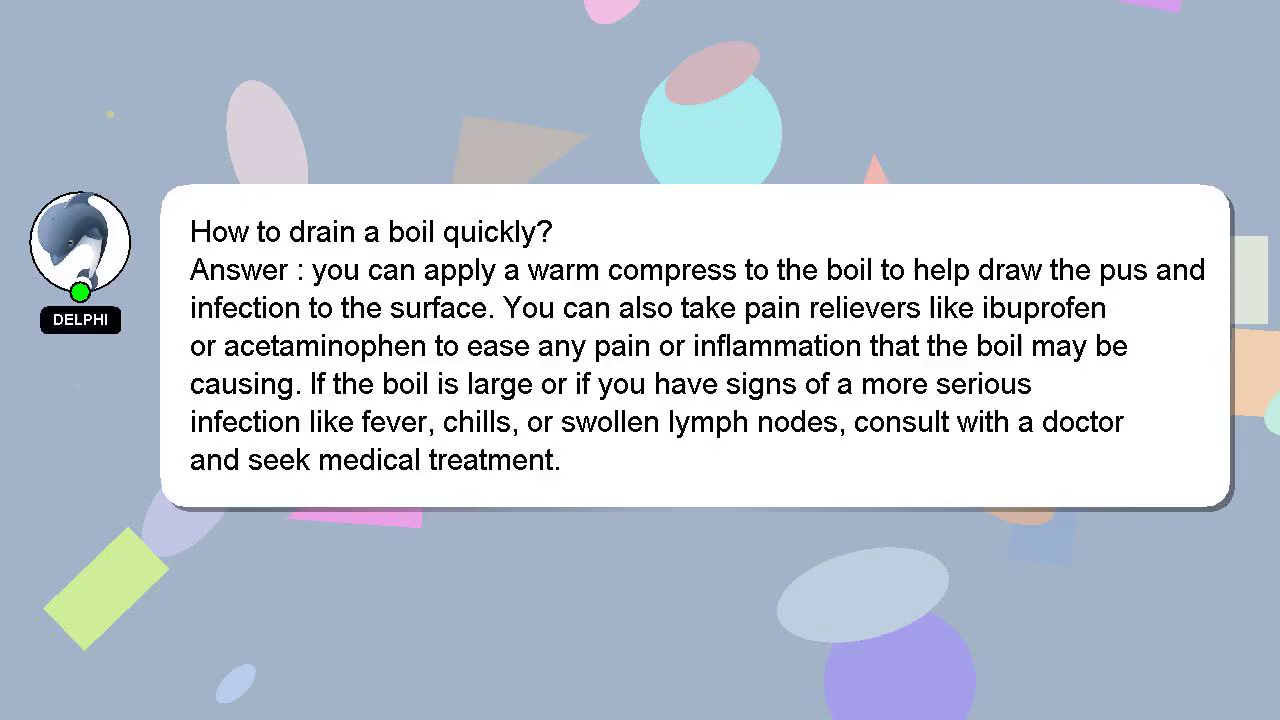 How to drain a boil quickly?
Answer : you can apply a warm compress to the boil to help draw the pus and
infection to the surface. You can also take pain relievers like ibuprofen
or acetaminophen to ease any pain or inflammation that the boil may be
causing. If the boil is large or if you have signs of a more serious
infection like fever, chills, or swollen lymph nodes, consult with a doctor
and seek medical treatment.
DELPHI